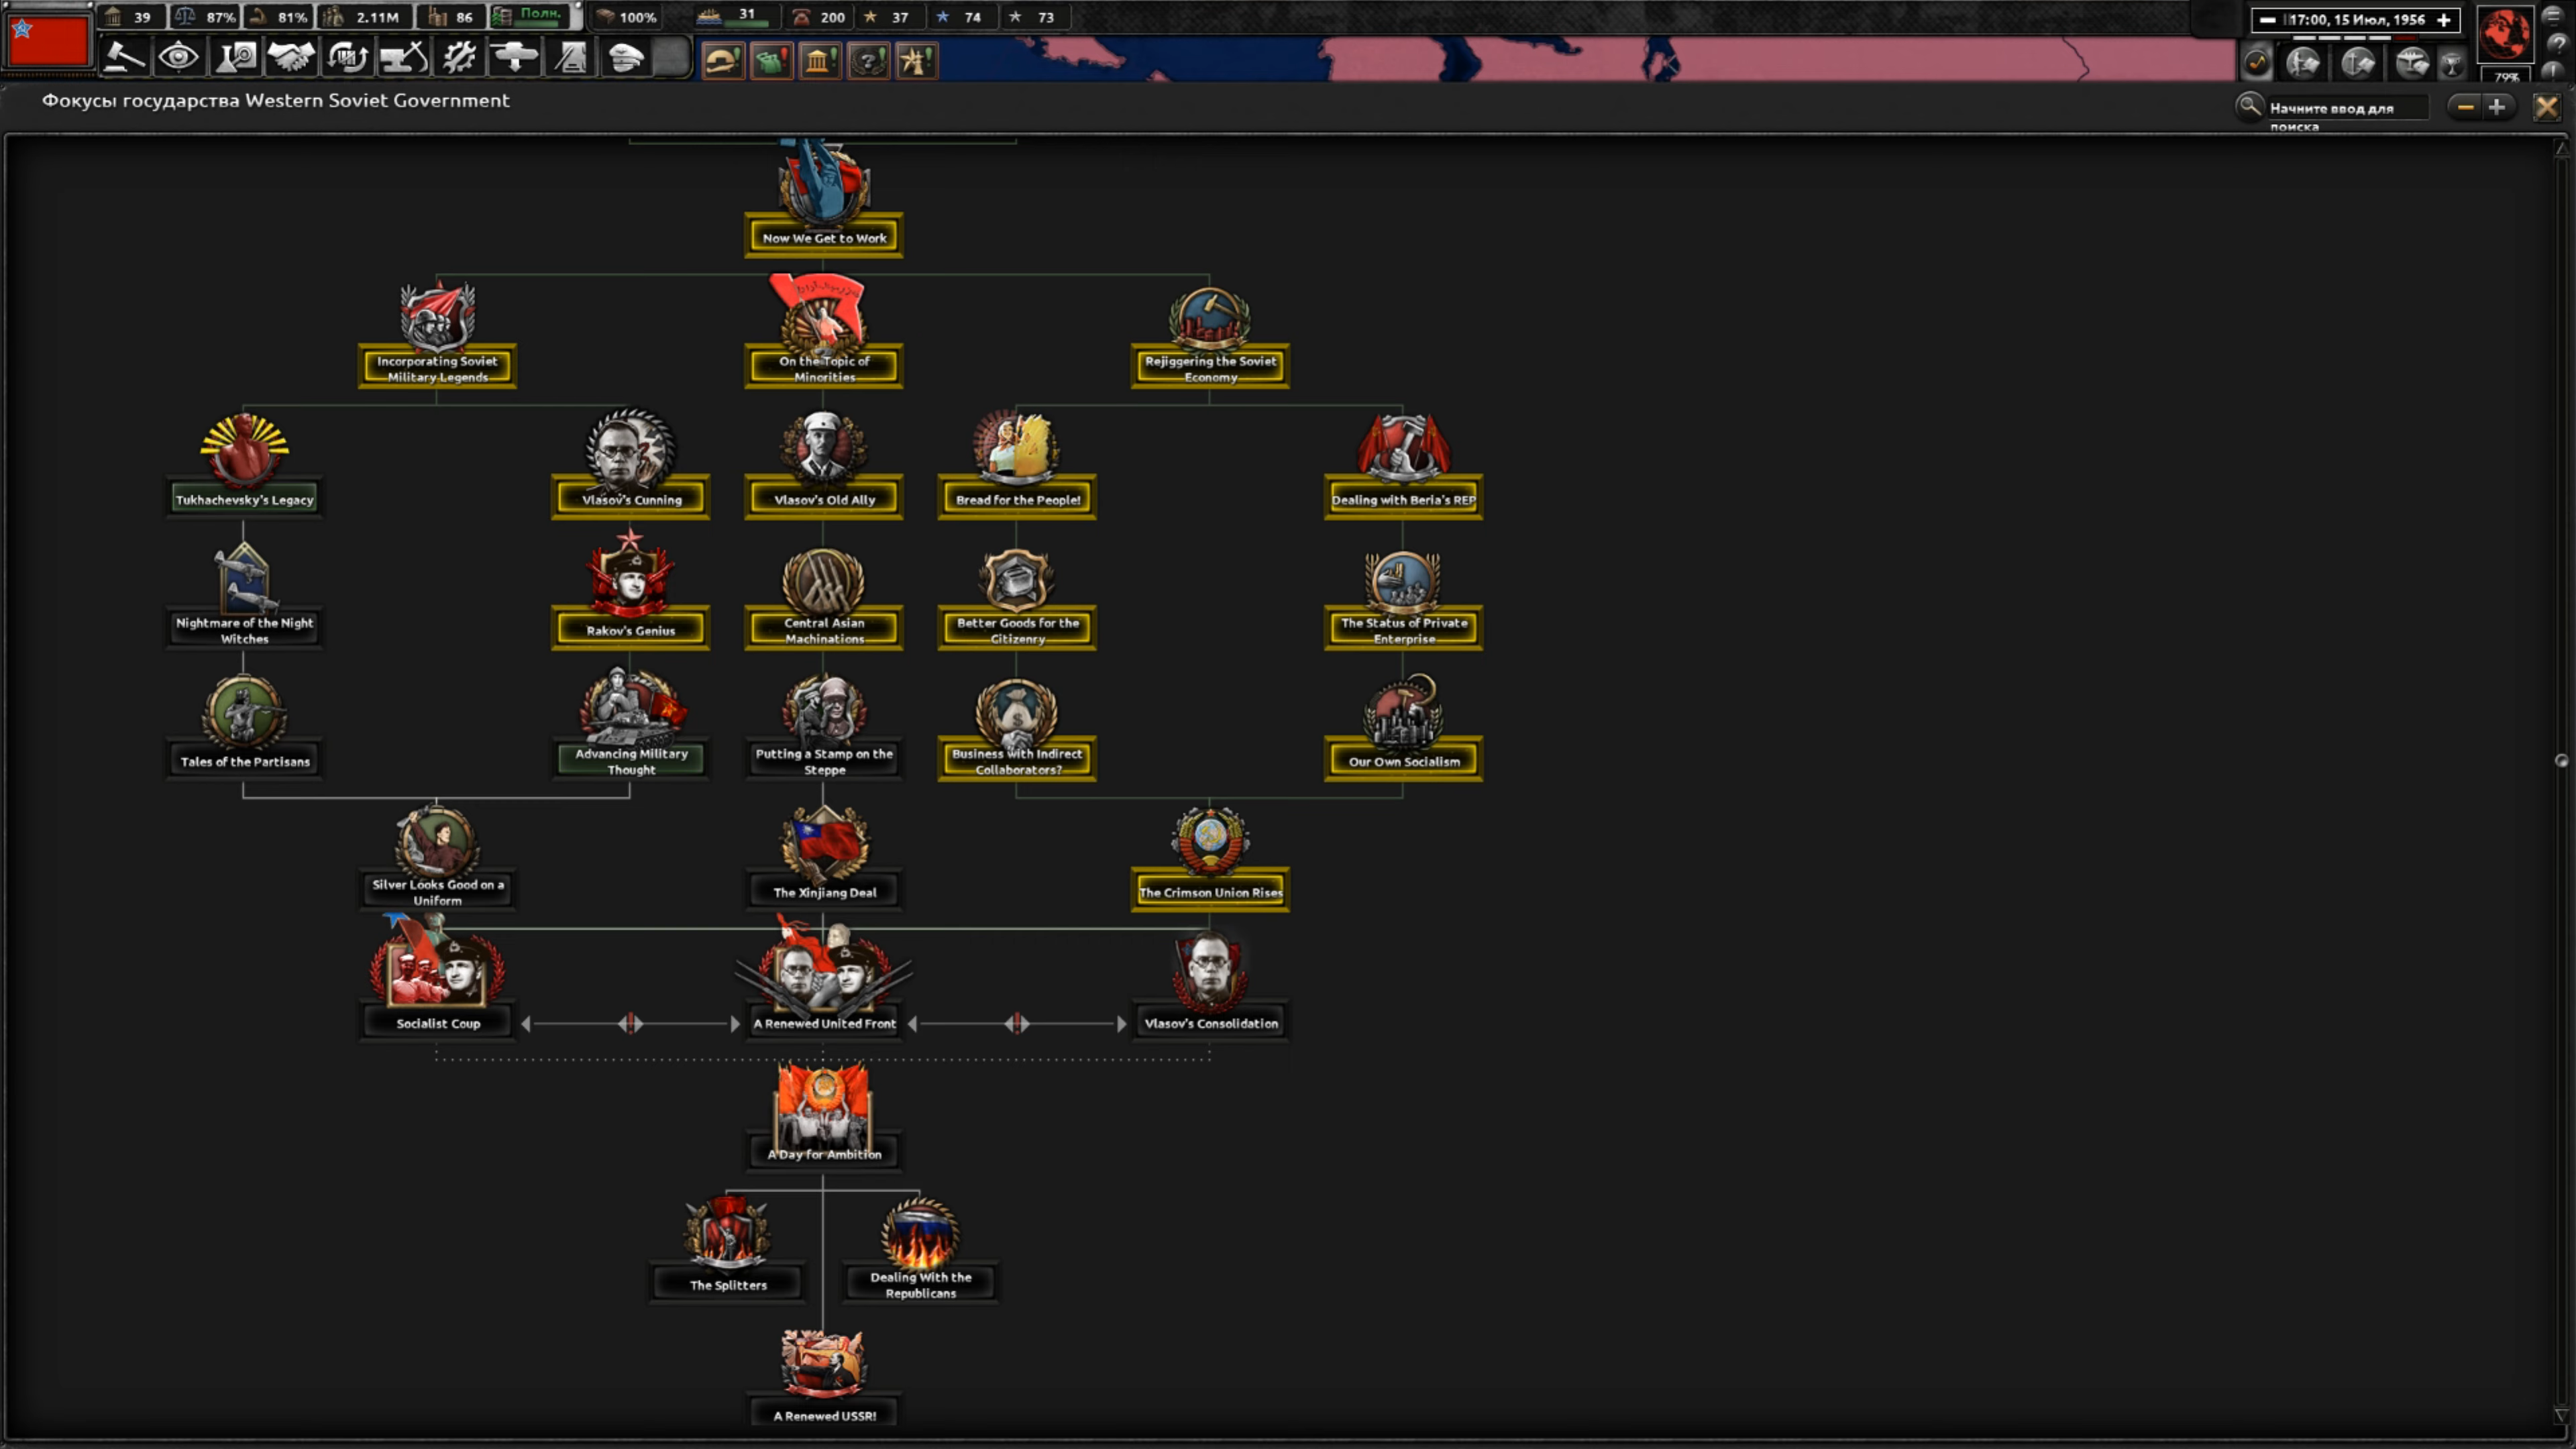 39 87% 81% 2.11M 86 Полн. 100% 31 200 37 74 73
17:00, 15 Июл, 1956
79%
Фокусы государства Western Soviet Government
Начните ввод для
поиска
Now We Get to Work
Incorporating Soviet
Military Legends
On the Topic of
Minorities
Rejiggering the Soviet
Economy
Tukhachevsky's Legacy
Vlasov's Cunning
Vlasov's Old Ally
Bread for the People!
Dealing with Beria's REP
Nightmare of the Night
Witches
Rakov's Genius
Central Asian
Machinations
Better Goods for the
Citizenry
The Status of Private
Enterprise
Tales of the Partisans
Advancing Military
Thought
Putting a Stamp on the
Steppe
Business with Indirect
Collaborators?
Our Own Socialism
Silver Looks Good on a
Uniform
The Xinjiang Deal
The Crimson Union Rises
Socialist Coup
A Renewed United Front
Vlasov's Consolidation
A Day for Ambition
The Splitters
Dealing With the
Republicans
A Renewed USSR!